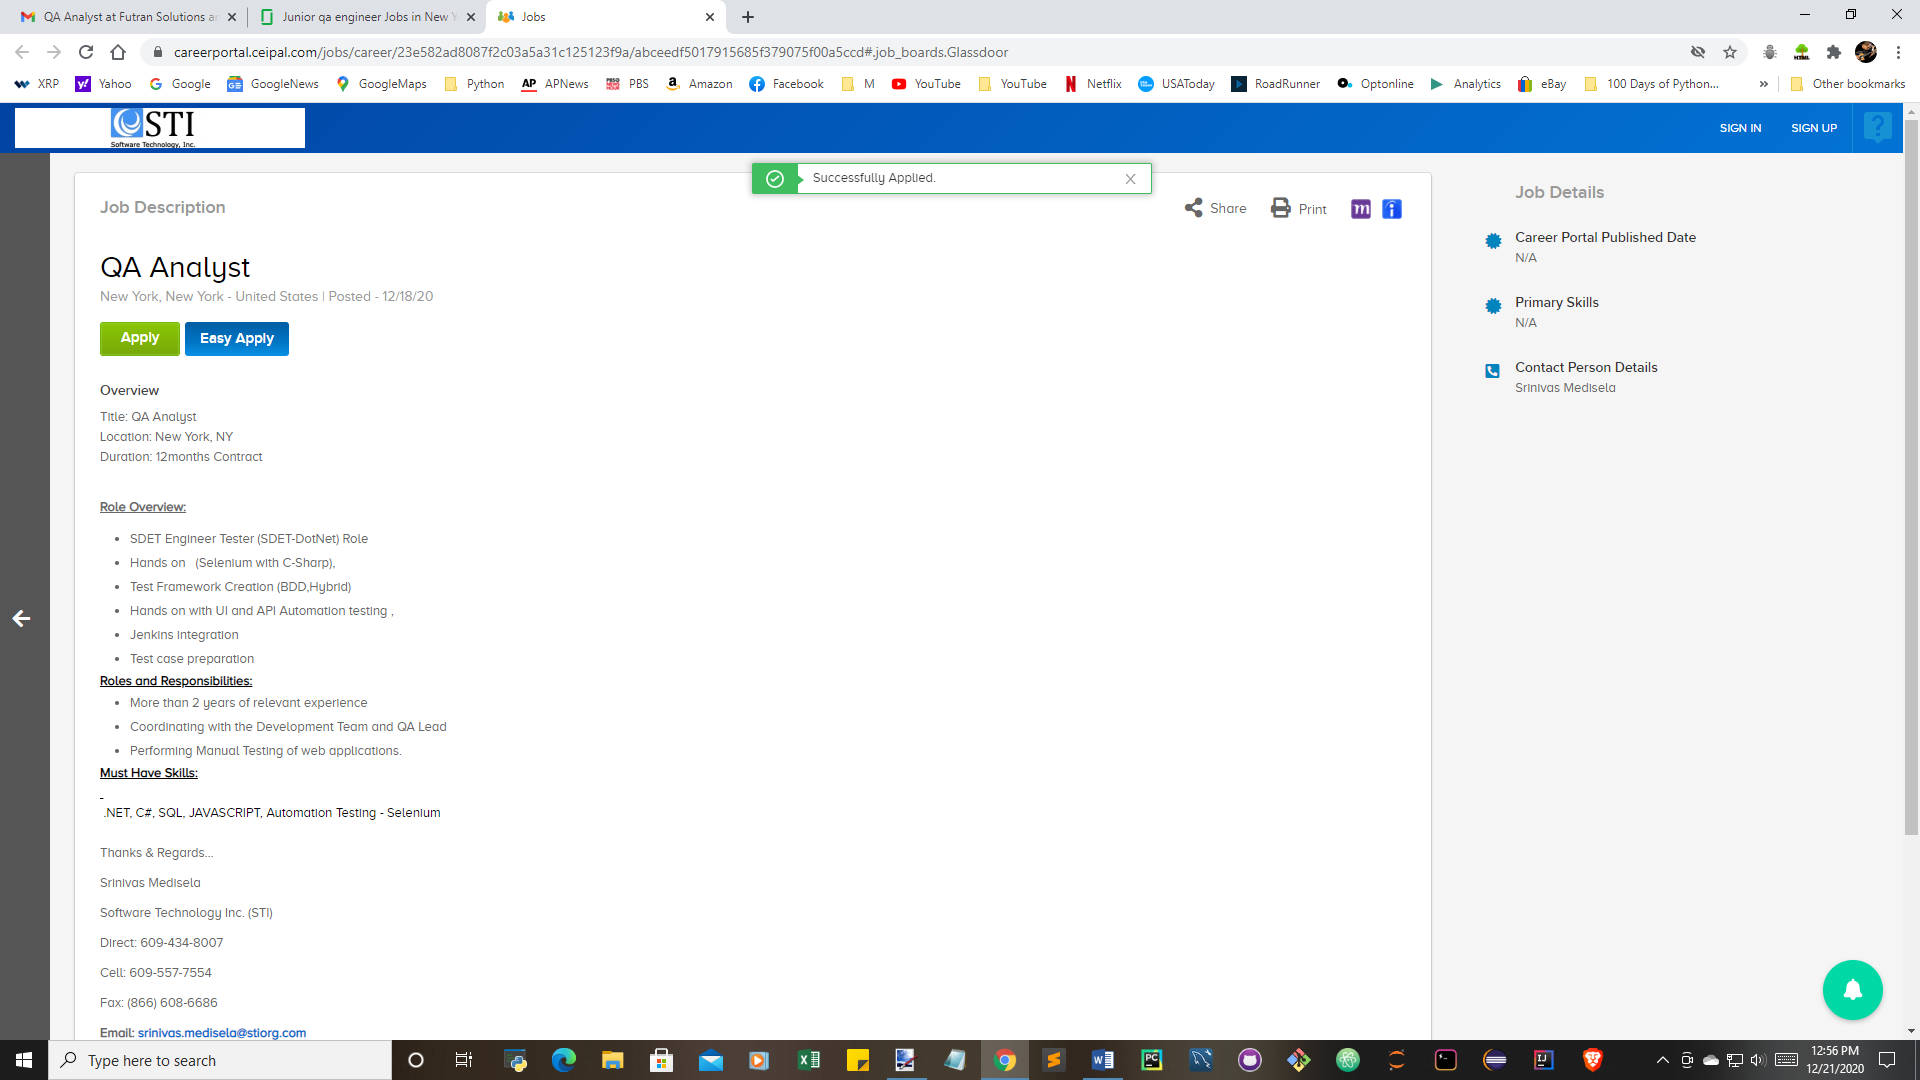 QA Analyst at Futran Solutions a
Junior qa engineer Jobs in New Y
Jobs
careerportal.ceipal.com/jobs/career/23e582ad8087f2c03a5a31c125123f9a/abceedf5017915685f379075f00a5ccd#.job_boards.Glassdoor
XRP Yahoo Google GoogleNews GoogleMaps Python APNews PBS Amazon Facebook M YouTube YouTube Netflix USAToday RoadRunner Optonline Analytics eBay 100 Days of Python... » Other bookmarks
STI
Software Technology, Inc.
SIGN IN SIGN UP ?
Successfully Applied.
Job Description
Share Print m i
QA Analyst
New York, New York - United States | Posted - 12/18/20
Apply Easy Apply
Overview
Title: QA Analyst
Location: New York, NY
Duration: 12months Contract
Role Overview:
• SDET Engineer Tester (SDET-DotNet) Role
• Hands on (Selenium with C-Sharp),
• Test Framework Creation (BDD,Hybrid)
• Hands on with UI and API Automation testing ,
• Jenkins integration
• Test case preparation
Roles and Responsibilities:
• More than 2 years of relevant experience
• Coordinating with the Development Team and QA Lead
• Performing Manual Testing of web applications.
Must Have Skills:
-
.NET, C#, SQL, JAVASCRIPT, Automation Testing - Selenium
Thanks & Regards...
Srinivas Medisela
Software Technology Inc. (STI)
Direct: 609-434-8007
Cell: 609-557-7554
Fax: (866) 608-6686
Email: srinivas.medisela@stiorg.com
Job Details
Career Portal Published Date
N/A
Primary Skills
N/A
Contact Person Details
Srinivas Medisela
Type here to search
12:56 PM
12/21/2020